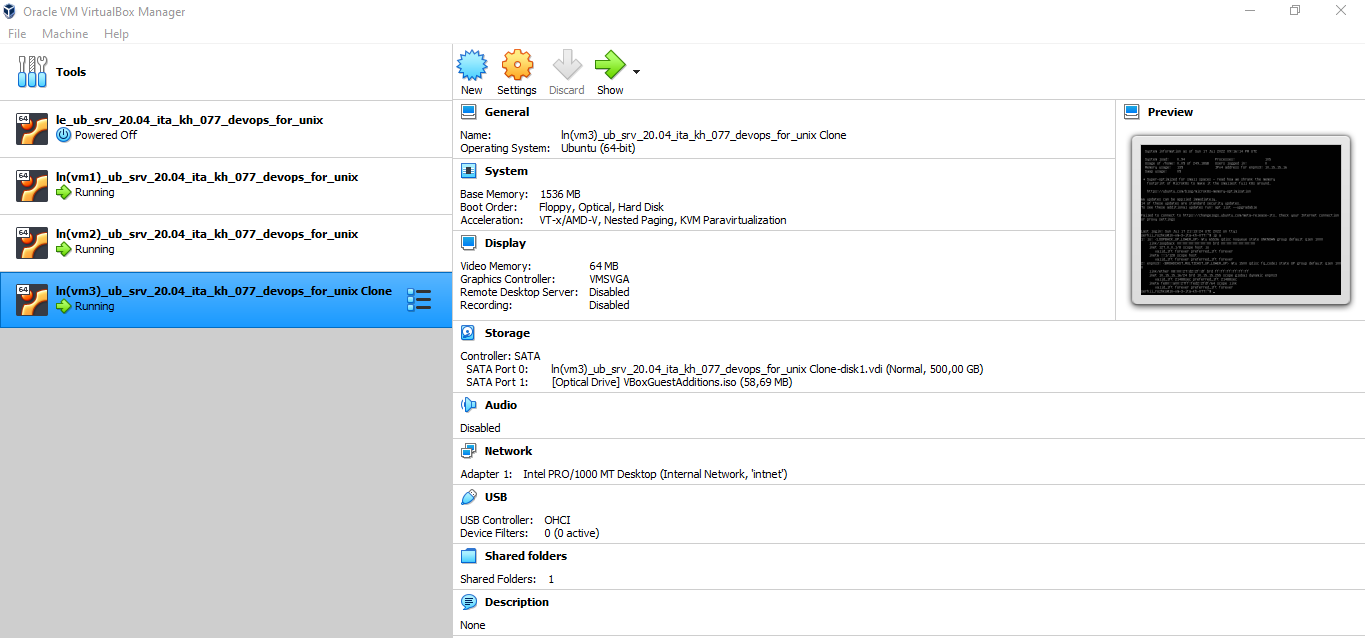 Oracle VM VirtualBox Manager
File Machine Help
Tools
64
le_ub_srv_20.04_ita_kh_077_devops_for_unix
Powered Off
64
ln(vm1)_ub_srv_20.04_ita_kh_077_devops_for_unix
Running
64
ln(vm2)_ub_srv_20.04_ita_kh_077_devops_for_unix
Running
64
ln(vm3)_ub_srv_20.04_ita_kh_077_devops_for_unix Clone
Running
New Settings Discard Show
General
Name: ln(vm3)_ub_srv_20.04_ita_kh_077_devops_for_unix Clone
Operating System: Ubuntu (64-bit)
System
Base Memory: 1536 MB
Boot Order: Floppy, Optical, Hard Disk
Acceleration: VT-x/AMD-V, Nested Paging, KVM Paravirtualization
Display
Video Memory: 64 MB
Graphics Controller: VMSVGA
Remote Desktop Server: Disabled
Recording: Disabled
Storage
Controller: SATA
SATA Port 0: ln(vm3)_ub_srv_20.04_ita_kh_077_devops_for_unix Clone-disk1.vdi (Normal, 500,00 GB)
SATA Port 1: [Optical Drive] VBoxGuestAdditions.iso (58,69 MB)
Audio
Disabled
Network
Adapter 1: Intel PRO/1000 MT Desktop (Internal Network, 'intnet')
USB
USB Controller: OHCI
Device Filters: 0 (0 active)
Shared folders
Shared Folders: 1
Description
None
Preview